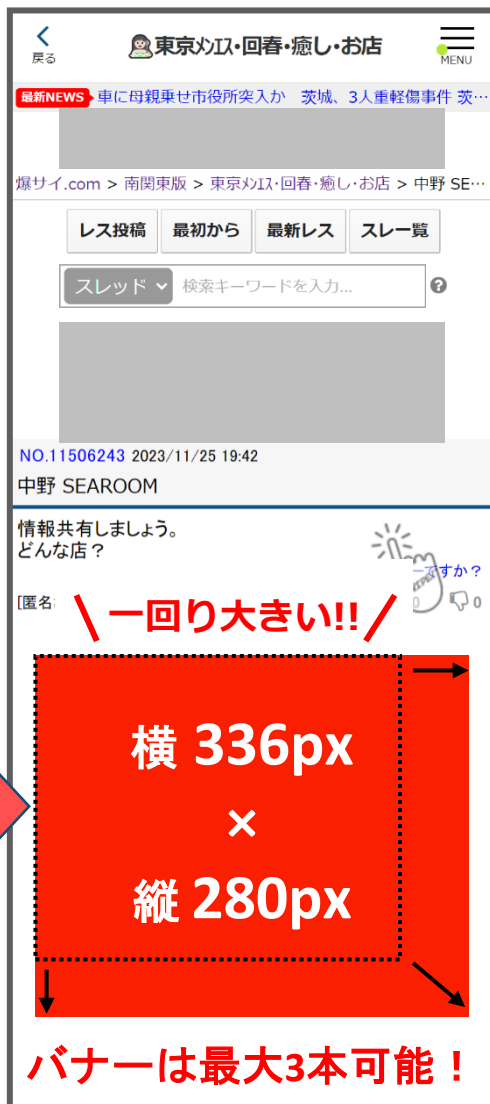 戻る
東京メンエス・回春・癒し・お店
MENU
最新NEWS 車に母親乗せ市役所突入か 茨城、3人重軽傷事件 茨…
爆サイ.com > 南関東版 > 東京メンエス・回春・癒し・お店 > 中野 SE…
レス投稿 最初から 最新レス スレ一覧
スレッド 検索キーワードを入力...
NO.11506243 2023/11/25 19:42
中野 SEAROOM
情報共有しましょう。
どんな店？
ですか？
[匿名
0
一回り大きい!!
横 336px
×
縦 280px
バナーは最大3本可能！